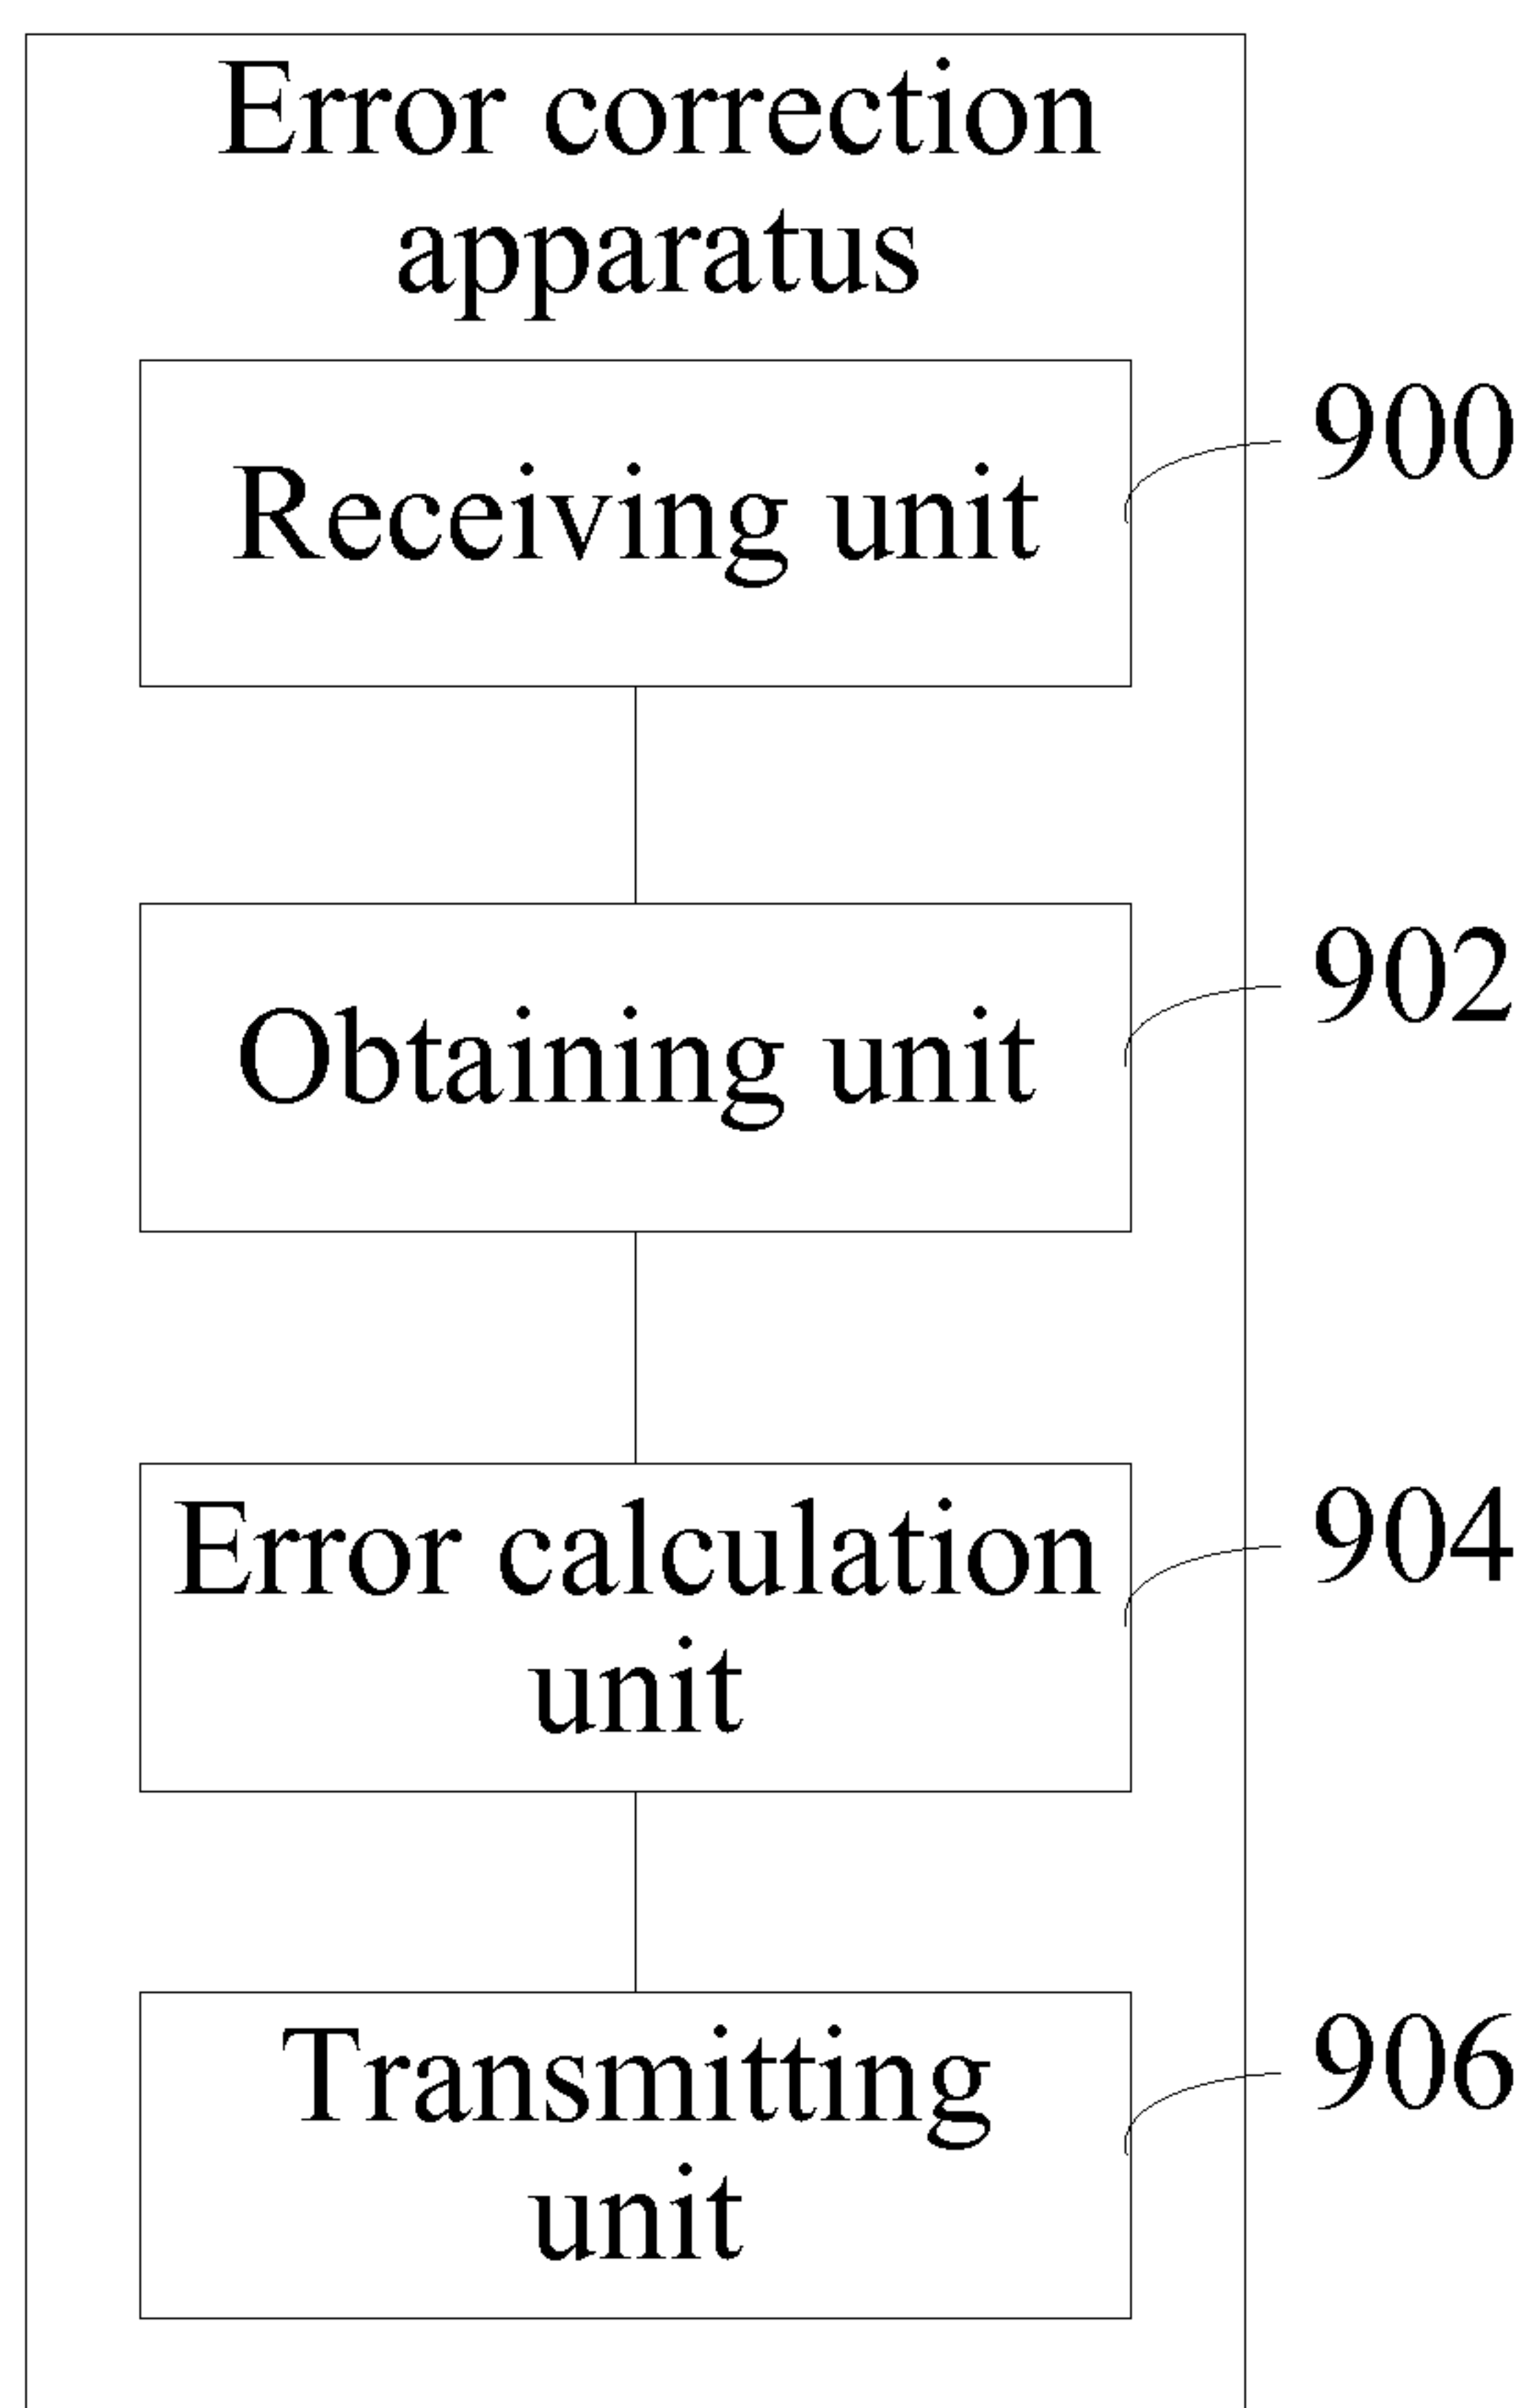 Error correction
apparatus
900
Receiving unit
902
Obtaining unit
904
Error calculation
unit
906
Transmitting
unit